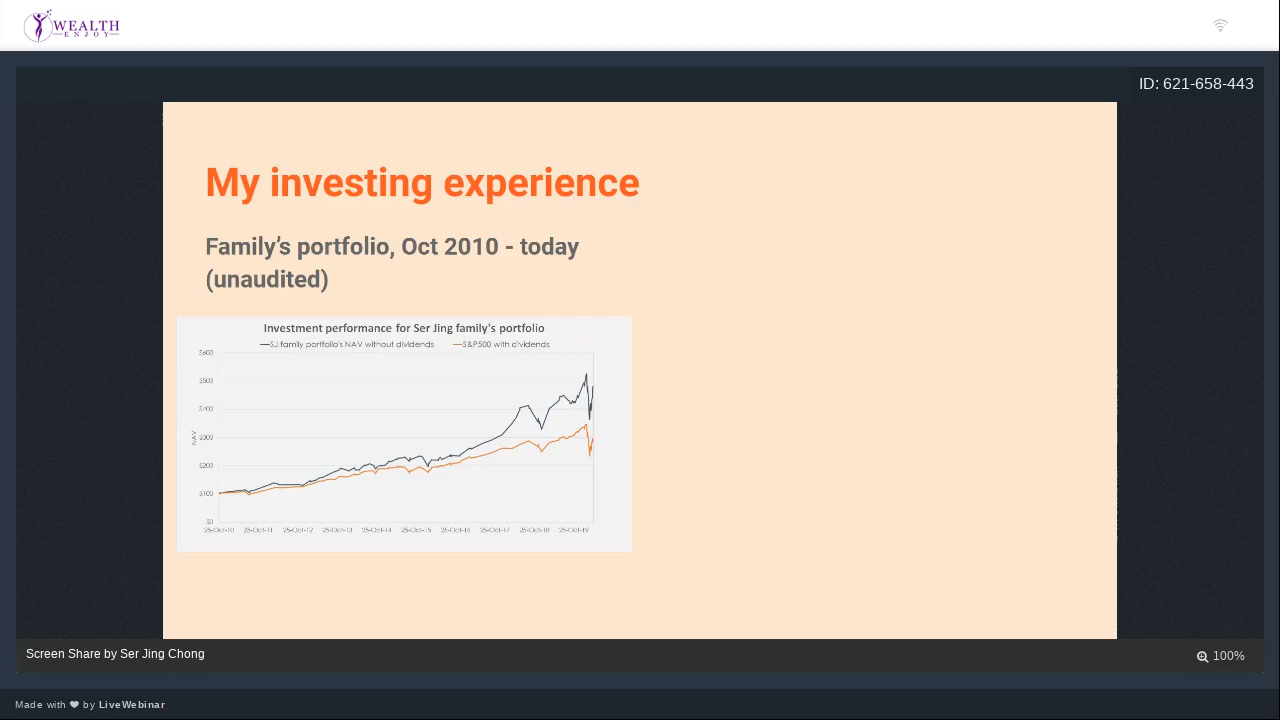 WEALTH
ENJOY
ID: 621-658-443
My investing experience
Family's portfolio, Oct 2010 - today
(unaudited)
Investment performance for Ser Jing family's portfolio
SJ family portfolio's NAV without dividends S&P500 with dividends
$600
$500
$400
$300
$200
$100
$0
NAV
25-Oct-10 25-Oct-11 25-Oct-12 25-Oct-13 25-Oct-14 25-Oct-15 25-Oct-16 25-Oct-17 25-Oct-18 25-Oct-19
Screen Share by Ser Jing Chong
100%
Made with ❤ by LiveWebinar